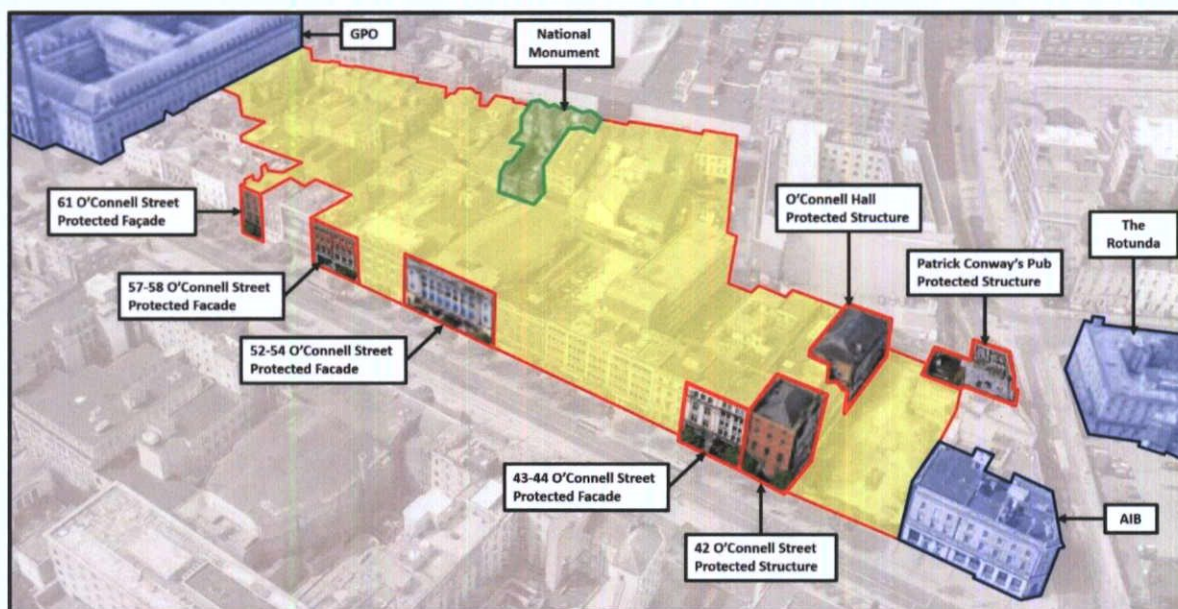 GPO
National
Monument
61 O'Connell Street
Protected Façade
57-58 O'Connell Street
Protected Facade
52-54 O'Connell Street
Protected Facade
43-44 O'Connell Street
Protected Facade
42 O'Connell Street
Protected Structure
O'Connell Hall
Protected Structure
Patrick Conway's Pub
Protected Structure
The
Rotunda
AIB